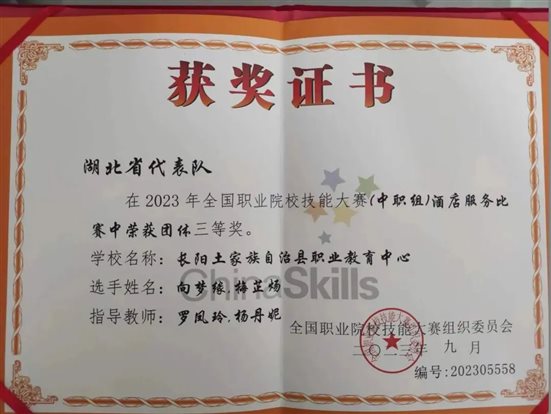 获奖证书
湖北省代表队
在2023年全国职业院校技能大赛(中职组)酒店服务比
赛中荣获团体三等奖。
学校名称：长阳土家族自治县职业教育中心
ChinaSkills
选手姓名：向梦缘,梅芷炀
指导教师：罗凤玲,杨丹妮
全国职业院校技能大赛组织委员会
二〇二三年 九月
编号:202305558